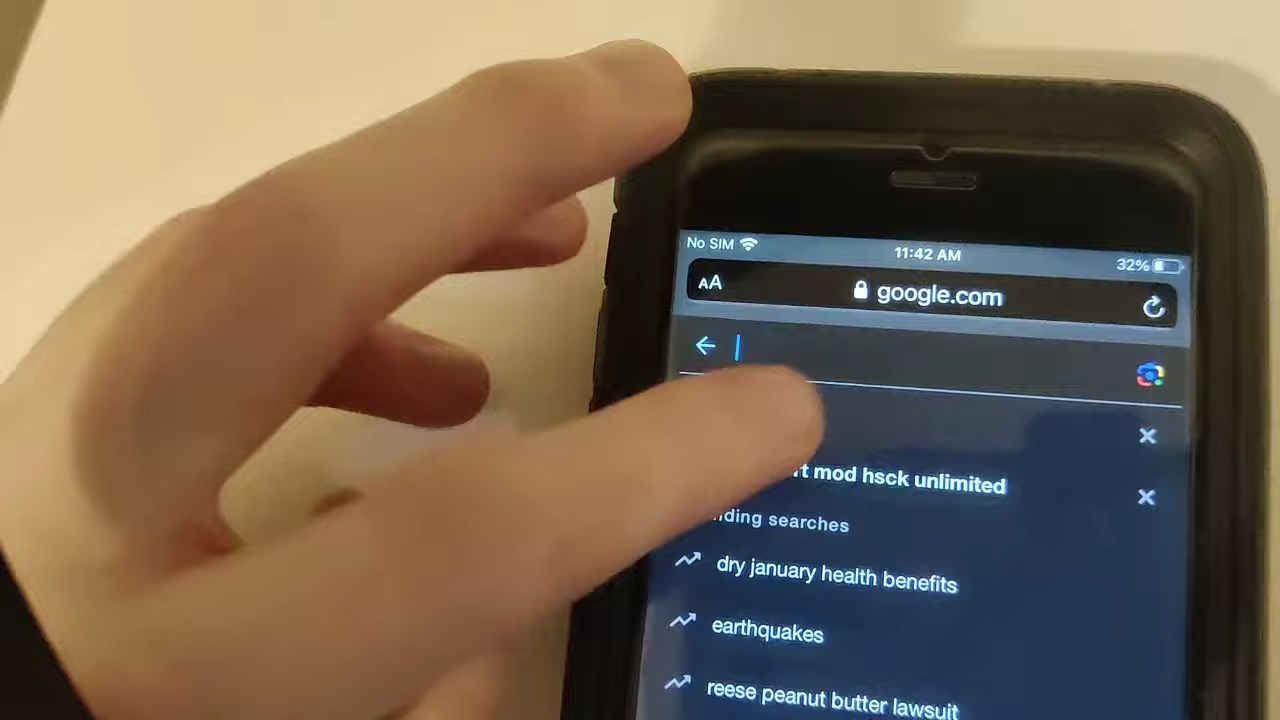 No SIM 11:42 AM 32%
AA google.com
mod hsck unlimited
searches
dry january health benefits
earthquakes
reese peanut butter lawsuit